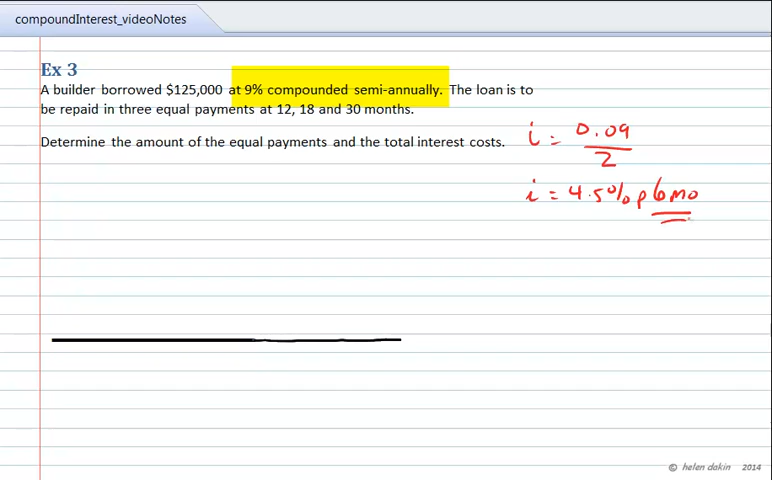 compoundInterest_videoNotes
Ex 3
A builder borrowed $125,000 at 9% compounded semi-annually. The loan is to
be repaid in three equal payments at 12, 18 and 30 months.
Determine the amount of the equal payments and the total interest costs.
i = 0.09
2
i = 4.5% p 6mo
© helen dakin 2014